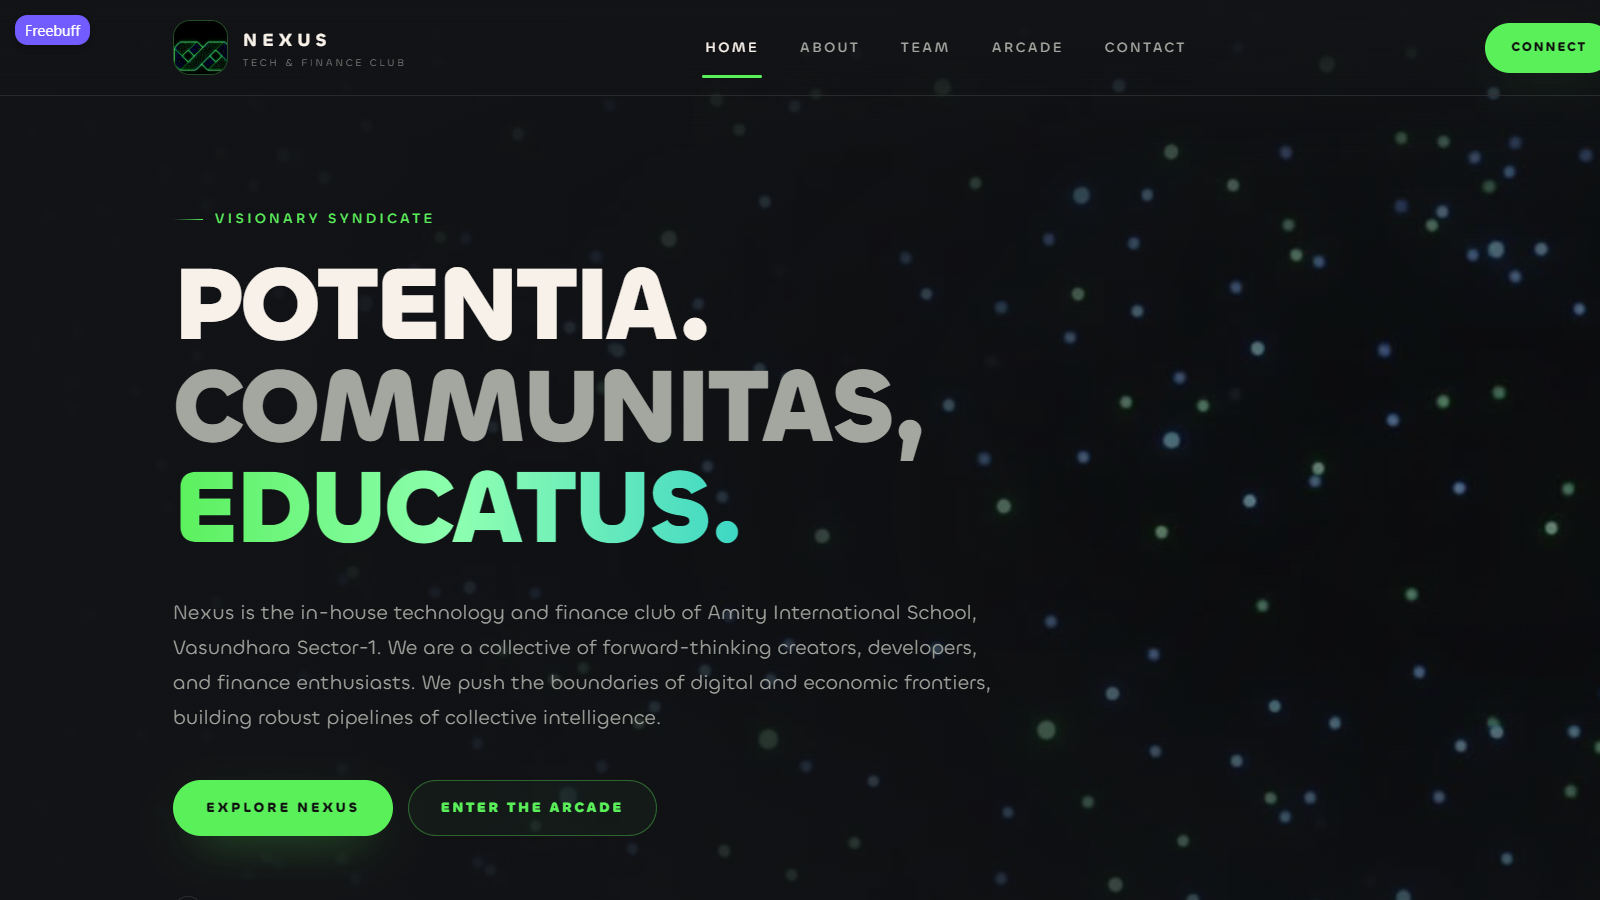 Freebuff
NEXUS
TECH & FINANCE CLUB
HOME
ABOUT
TEAM
ARCADE
CONTACT
CONNECT
VISIONARY SYNDICATE
POTENTIA.
COMMUNITAS,
EDUCATUS.
Nexus is the in-house technology and finance club of Amity International School,
Vasundhara Sector-1. We are a collective of forward-thinking creators, developers,
and finance enthusiasts. We push the boundaries of digital and economic frontiers,
building robust pipelines of collective intelligence.
EXPLORE NEXUS
ENTER THE ARCADE